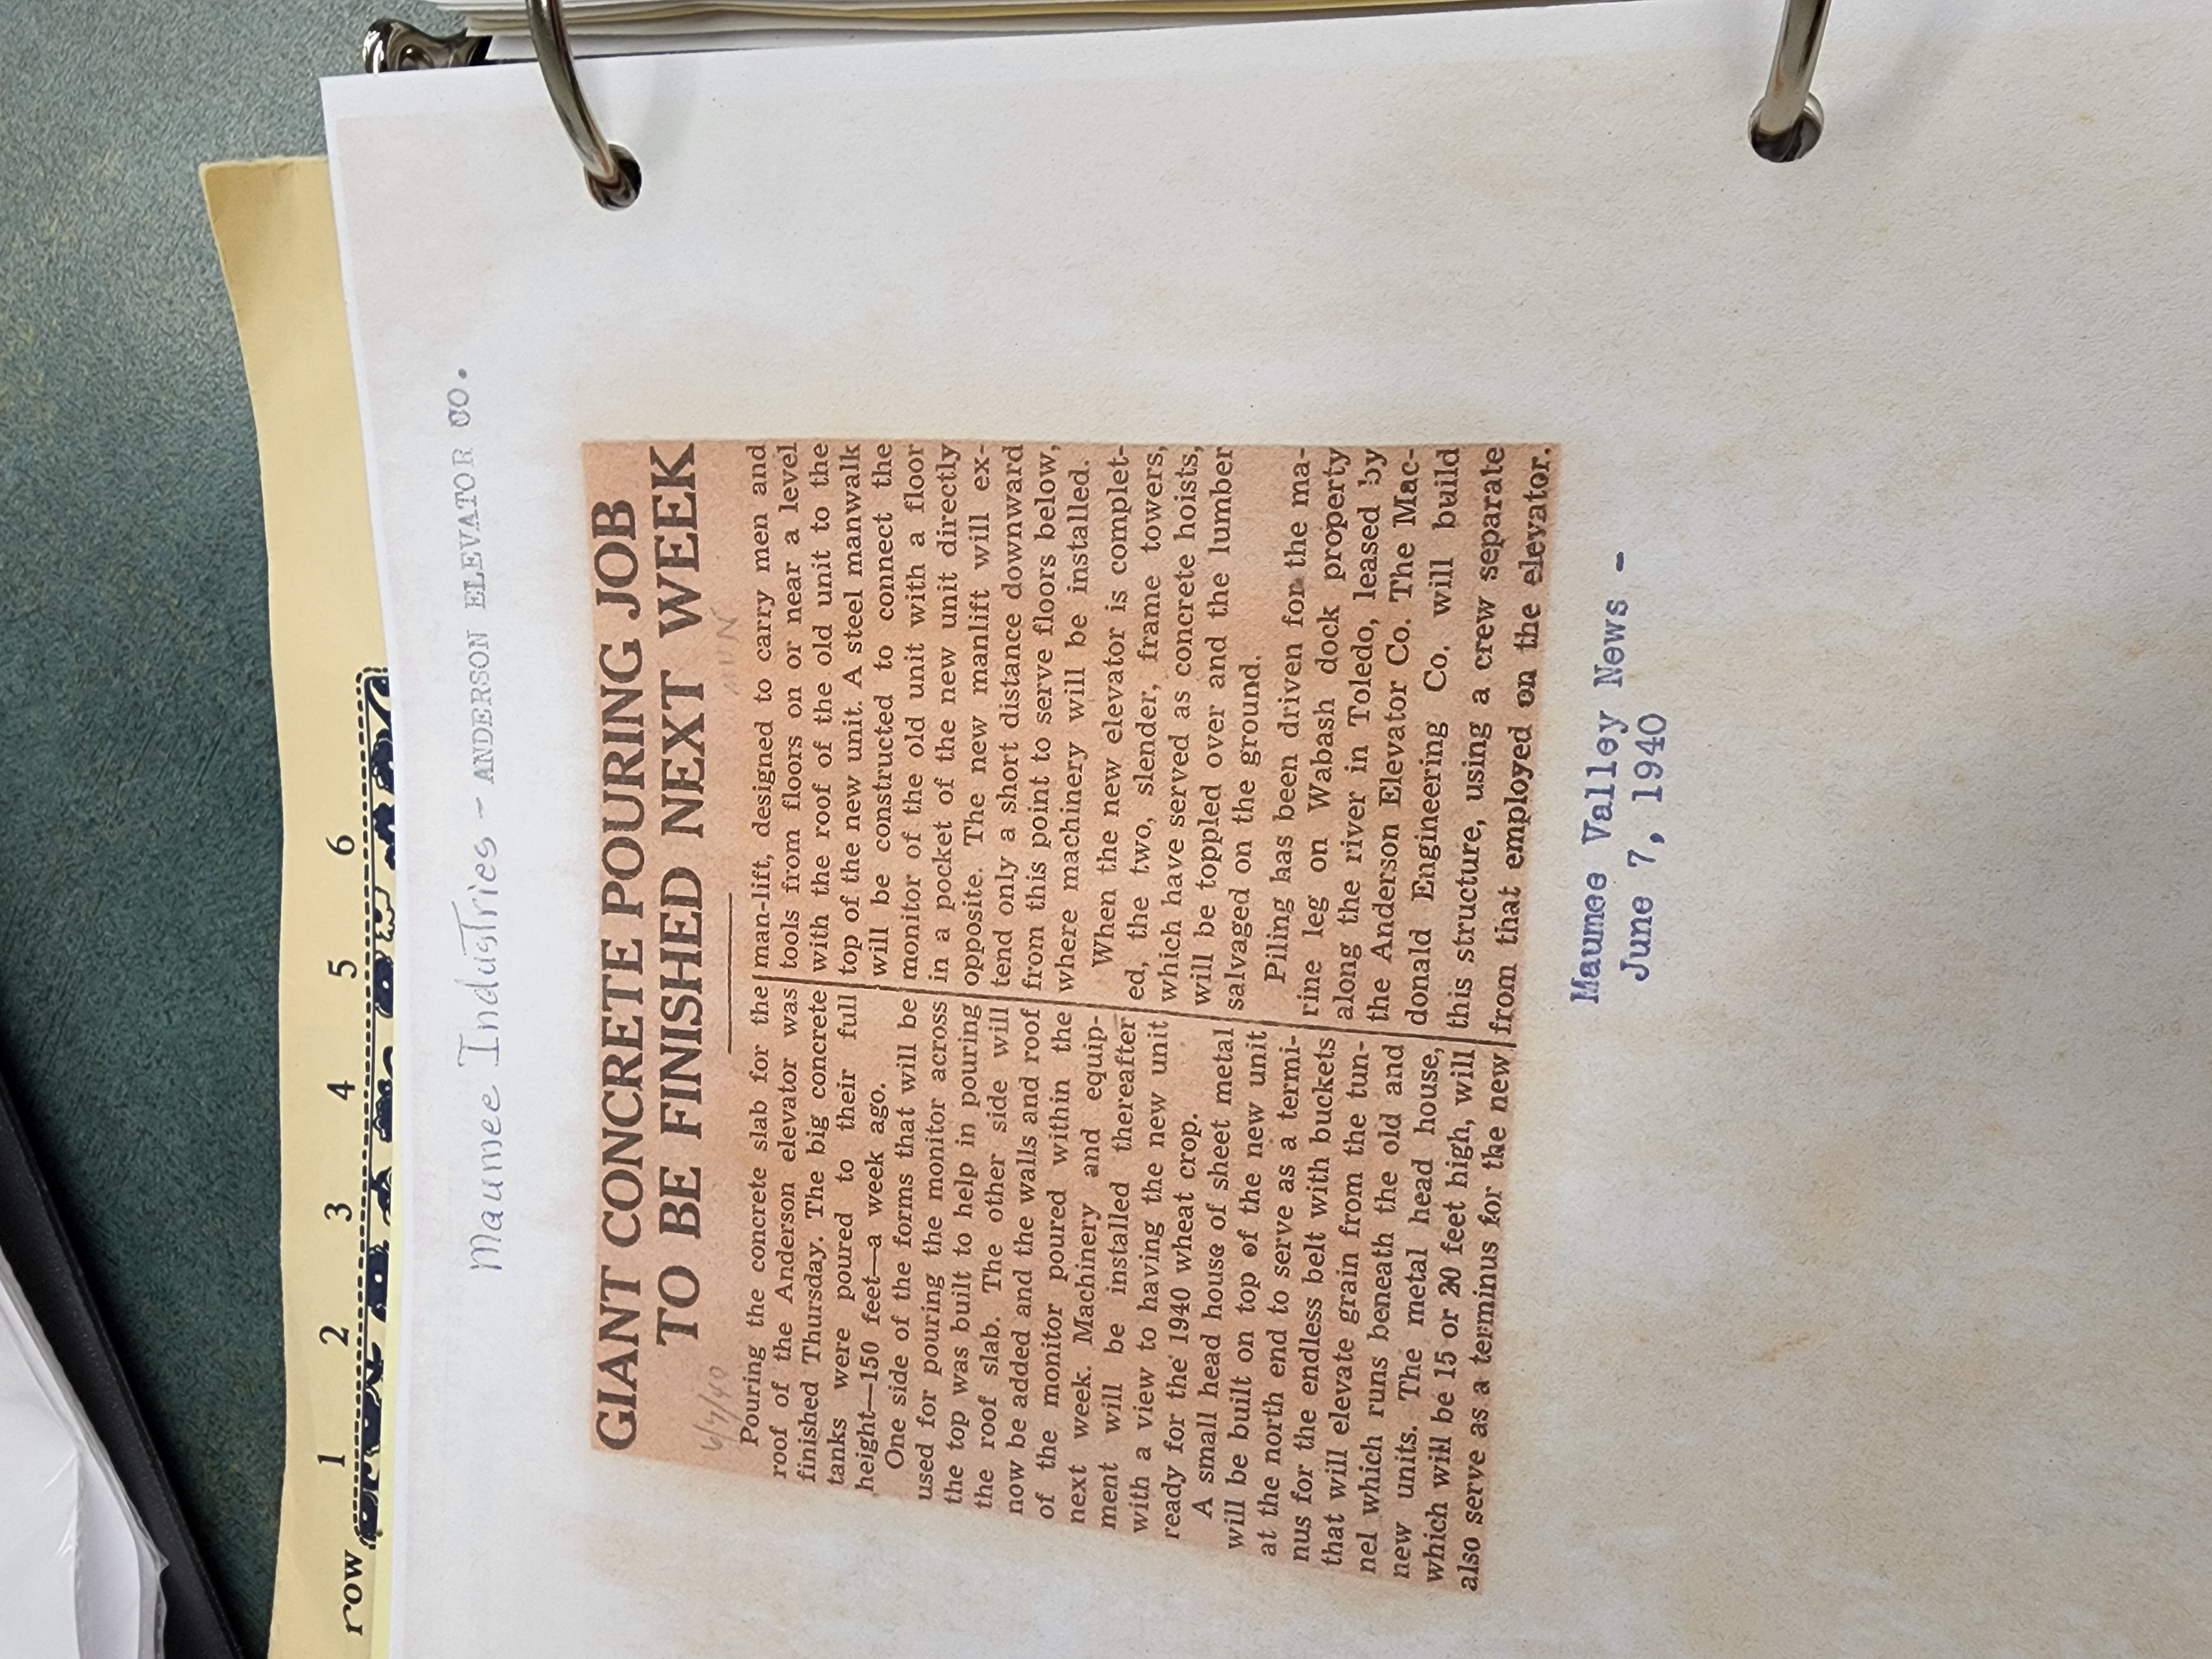 row 1 2 3 4 5 6
Maumee Industries - ANDERSON ELEVATOR CO.
GIANT CONCRETE POURING JOB
TO BE FINISHED NEXT WEEK
6/7/40
Pouring the concrete slab for the
roof of the Anderson elevator was
finished Thursday. The big concrete
tanks were poured to their full
height—150 feet—a week ago.
One side of the forms that will be
used for pouring the monitor across
the top was built to help in pouring
the roof slab. The other side will
now be added and the walls and roof
of the monitor poured within the
next week. Machinery and equip-
ment will be installed thereafter
with a view to having the new unit
ready for the 1940 wheat crop.
A small head house of sheet metal
will be built on top of the new unit
at the north end to serve as a termi-
nus for the endless belt with buckets
that will elevate grain from the tun-
nel which runs beneath the old and
new units. The metal head house,
which will be 15 or 20 feet high, will
also serve as a terminus for the new
man-lift, designed to carry men and
tools from floors on or near a level
with the roof of the old unit to the
top of the new unit. A steel manwalk
will be constructed to connect the
monitor of the old unit with a floor
in a pocket of the new unit directly
opposite. The new manlift will ex-
tend only a short distance downward
from this point to serve floors below,
where machinery will be installed.
When the new elevator is complet-
ed, the two, slender, frame towers,
which have served as concrete hoists,
will be toppled over and the lumber
salvaged on the ground.
Piling has been driven for the ma-
rine leg on Wabash dock property
along the river in Toledo, leased by
the Anderson Elevator Co. The Mac-
donald Engineering Co. will build
this structure, using a crew separate
from that employed on the elevator.
Maumee Valley News -
June 7, 1940